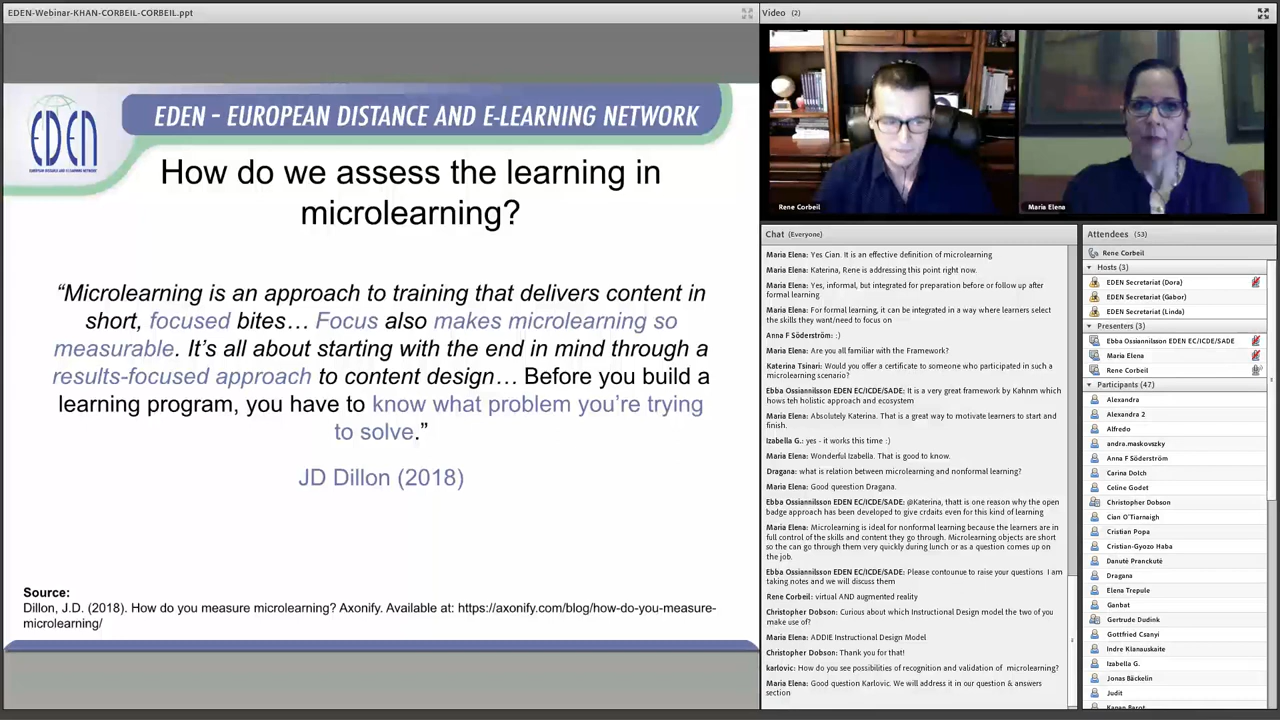 EDEN-Webinar-KHAN-CORBEIL-CORBEIL.ppt
EDEN
EUROPEAN DISTANCE AND E-LEARNING NETWORK
EDEN - EUROPEAN DISTANCE AND E-LEARNING NETWORK
How do we assess the learning in
microlearning?
“Microlearning is an approach to training that delivers content in
short, focused bites… Focus also makes microlearning so
measurable. It’s all about starting with the end in mind through a
results-focused approach to content design… Before you build a
learning program, you have to know what problem you’re trying
to solve.”
JD Dillon (2018)
Source:
Dillon, J.D. (2018). How do you measure microlearning? Axonify. Available at: https://axonify.com/blog/how-do-you-measure-
microlearning/
Video (2)
Rene Corbeil
Maria Elena
Chat (Everyone)
Maria Elena: Yes Cian. It is an effective definition of microlearning
Maria Elena: Katerina, Rene is addressing this point right now.
Maria Elena: Yes, informal, but integrated for preparation before or follow up after
formal learning
Maria Elena: For formal learning, it can be integrated in a way where learners select
the skills they want/need to focus on
Anna F Söderström: :)
Maria Elena: Are you all familiar with the Framework?
Katerina Tsinari: Would you offer a certificate to someone who participated in such a
microlearning scenario?
Ebba Ossiannilsson EDEN EC/ICDE/SADE: It is a very great framework by Kahnm which
hows teh holistic approach and ecosystem
Maria Elena: Absolutely Katerina. That is a great way to motivate learners to start and
finish.
Izabella G.: yes - it works this time :)
Maria Elena: Wonderful Izabella. That is good to know.
Dragana: what is relation between microlearning and nonformal learning?
Maria Elena: Good queestion Dragana.
Ebba Ossiannilsson EDEN EC/ICDE/SADE: @Katerina, thatt is one reason why the open
badge approach has been developed to give crdaits even for this kind of learning
Maria Elena: Microlearning is ideal for nonformal learning because the learners are in
full control of the skills and content they go through. Microlearning objects are short
so the can go through them very quickly during lunch or as a question comes up on
the job.
Ebba Ossiannilsson EDEN EC/ICDE/SADE: Please contounue to raise your questions I am
taking notes and we will discuss them
Rene Corbeil: virtual AND augmented reality
Christopher Dobson: Curious about which Instructional Design model the two of you
make use of?
Maria Elena: ADDIE Instructional Design Model
Christopher Dobson: Thank you for that!
karlovic: How do you see possibilities of recognition and validation of microlearning?
Maria Elena: Good question Karlovic. We will address it in our question & answers
section
Attendees (53)
Rene Corbeil
Hosts (3)
EDEN Secretariat (Dora)
EDEN Secretariat (Gabor)
EDEN Secretariat (Linda)
Presenters (3)
Ebba Ossiannilsson EDEN EC/ICDE/SADE
Maria Elena
Rene Corbeil
Participants (47)
Alexandra
Alexandra 2
Alfredo
andra.maskovszky
Anna F Söderström
Carina Dolch
Celine Godet
Christopher Dobson
Cian O'Tiarnaigh
Cristian Popa
Cristian-Gyozo Haba
Danutė Pranckutė
Dragana
Elena Trepule
Ganbat
Gertrude Dudink
Gottfried Csanyi
Indre Klanauskaite
Izabella G.
Jonas Bäckelin
Judit